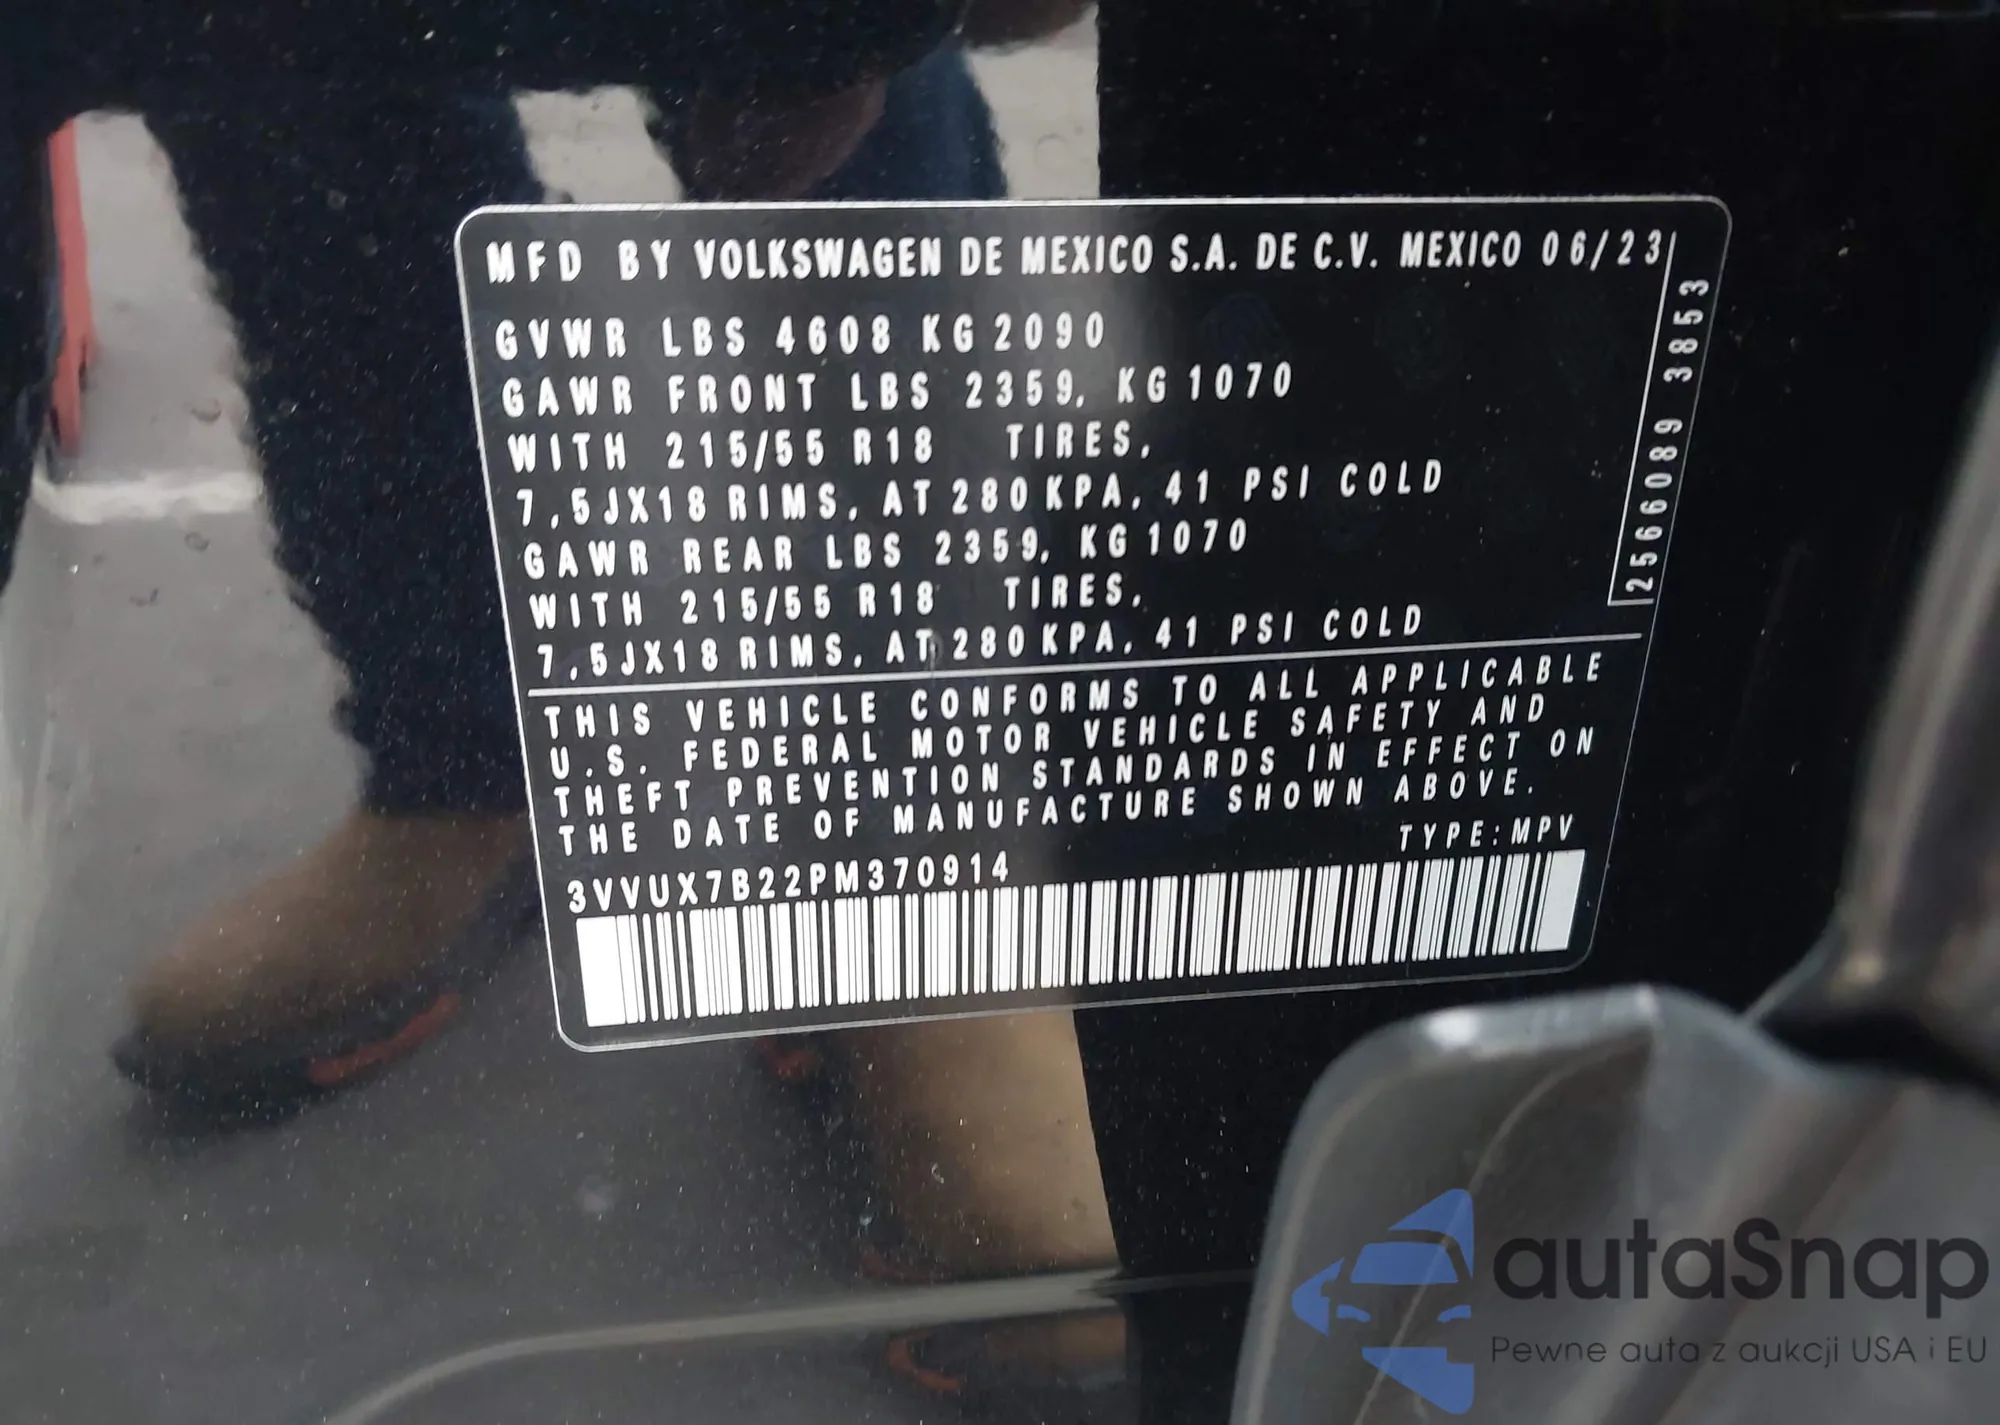 MFD BY VOLKSWAGEN DE MEXICO S.A. DE C.V. MEXICO 06/23
GVWR LBS 4608 KG 2090
GAWR FRONT LBS 2359, KG 1070
WITH 215/55 R18 TIRES,
7,5JX18 RIMS, AT 280 KPA, 41 PSI COLD
GAWR REAR LBS 2359, KG 1070
WITH 215/55 R18 TIRES,
7,5JX18 RIMS, AT 280 KPA, 41 PSI COLD
2566089 3853
THIS VEHICLE CONFORMS TO ALL APPLICABLE
U.S. FEDERAL MOTOR VEHICLE SAFETY AND
THEFT PREVENTION STANDARDS IN EFFECT ON
THE DATE OF MANUFACTURE SHOWN ABOVE.
TYPE:MPV
3VVUX7B22PM370914
autaSnap
Pewne auta z aukcji USA i EU